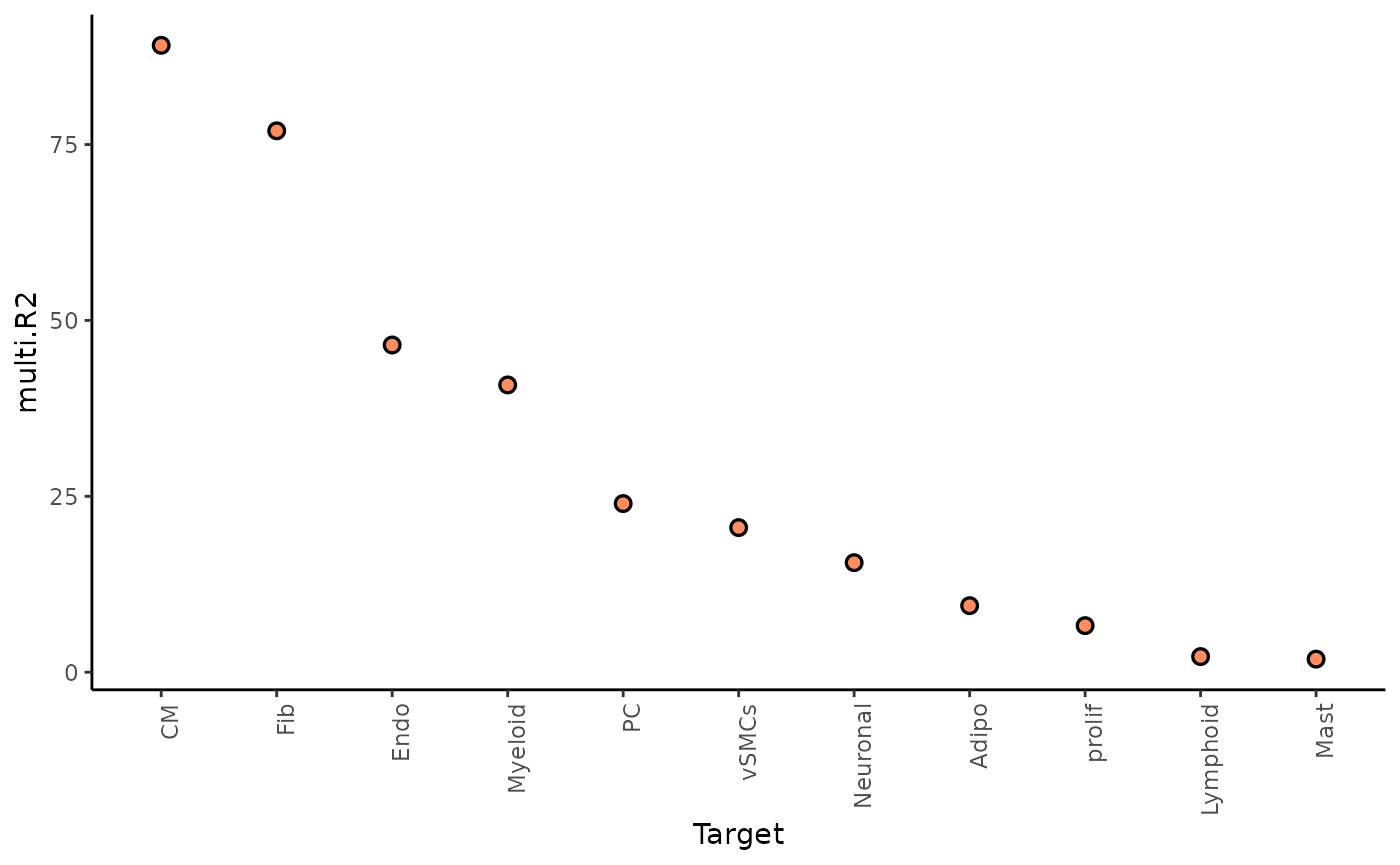 multi.R2
75
50
25
0
CM
Fib
Endo
Myeloid
PC
vSMCs
Neuronal
Adipo
prolif
Lymphoid
Mast
Target